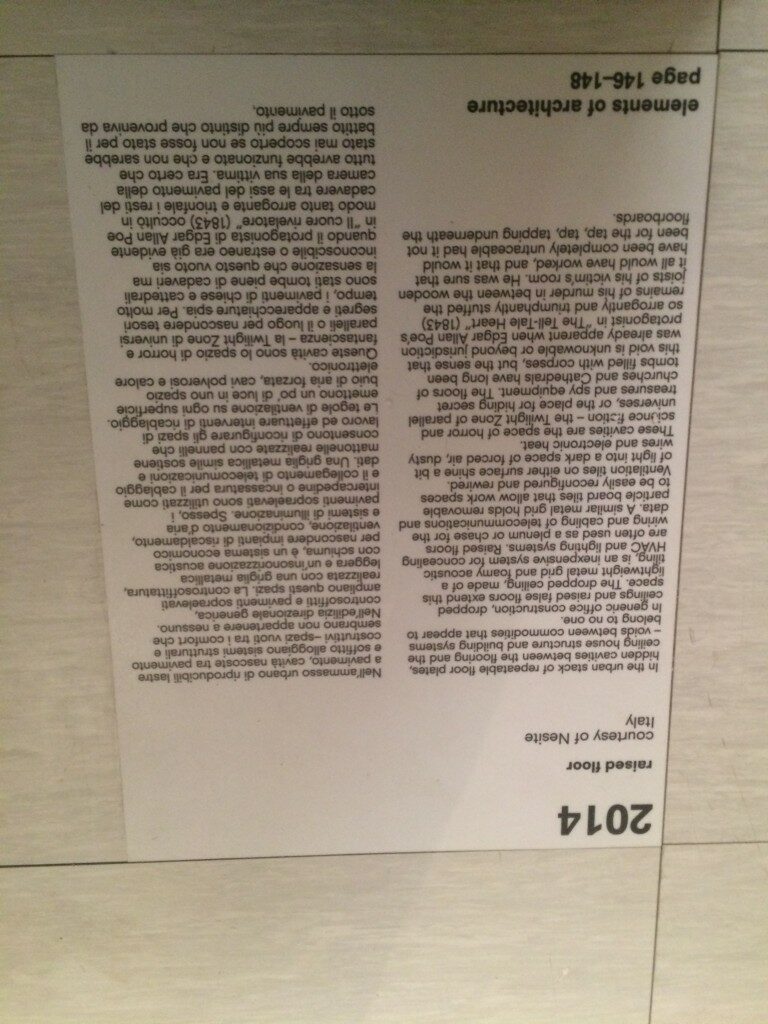 2014
raised floor
courtesy of Nesite
Italy
In the urban stack of repeatable floor plates,
hidden cavities between the flooring and the
ceiling house structure and building systems
– voids between commodities that appear to
belong to no one.
In generic office construction, dropped
ceilings and raised false floors extend this
space. The dropped ceiling, made of a
lightweight metal grid and foamy acoustic
tiling, is an inexpensive system for concealing
HVAC and lighting systems. Raised floors
are often used as a plenum or chase for the
wiring and cabling of telecommunications and
data. A similar metal grid holds removable
particle board tiles that allow work spaces
to be easily reconfigured and rewired.
Ventilation tiles on either surface shine a bit
of light into a dark space of forced air, dusty
wires and electronic heat.
These cavities are the space of horror and
science fiction – the Twilight Zone of parallel
universes, or the place for hiding secret
treasures and spy equipment. The floors of
churches and Cathedrals have long been
tombs filled with corpses, but the sense that
this void is unknowable or beyond jurisdiction
was already apparent when Edgar Allan Poe's
protagonist in "The Tell-Tale Heart" (1843)
so arrogantly and triumphantly stuffed the
remains of his murder in between the wooden
joists of his victim's room. He was sure that
it all would have worked, and that it would
have been completely untraceable had it not
been for the tap, tap, tapping underneath the
floorboards.
Nell'ammasso urbano di riproducibili lastre
a pavimento, cavità nascoste tra pavimento
e soffitto alloggiano sistemi strutturali e
costruttivi –spazi vuoti tra i comfort che
sembrano non appartenere a nessuno.
Nell'edilizia direzionale generica,
controsoffitti e pavimenti sopraelevati
ampliano questi spazi. La controsoffittatura,
realizzata con una griglia metallica
leggera e un'insonorizzazione acustica
con schiuma, è un sistema economico
per nascondere impianti di riscaldamento,
ventilazione, condizionamento d'aria
e sistemi di illuminazione. Spesso, i
pavimenti sopraelevati sono utilizzati come
intercapedine o incassatura per il cablaggio
e il collegamento di telecomunicazioni e
dati. Una griglia metallica simile sostiene
mattonelle realizzate con pannelli che
consentono di riconfigurare gli spazi di
lavoro ed effettuare interventi di ricablaggio.
Le tegole di ventilazione su ogni superficie
emettono un po' di luce in uno spazio
buio di aria forzata, cavi polverosi e calore
elettronico.
Queste cavità sono lo spazio di horror e
fantascienza – la Twilight Zone di universi
paralleli o il luogo per nascondere tesori
segreti e apparecchiature spia. Per molto
tempo, i pavimenti di chiese e cattedrali
sono stati tombe piene di cadaveri ma
la sensazione che questo vuoto sia
inconoscibile o estraneo era già evidente
quando il protagonista di Edgar Allan Poe
in "Il cuore rivelatore" (1843) occultò in
modo tanto arrogante e trionfale i resti del
cadavere tra le assi del pavimento della
camera della sua vittima. Era certo che
tutto avrebbe funzionato e che non sarebbe
stato mai scoperto se non fosse stato per il
battito sempre più distinto che proveniva da
sotto il pavimento.
elements of architecture
page 146–148